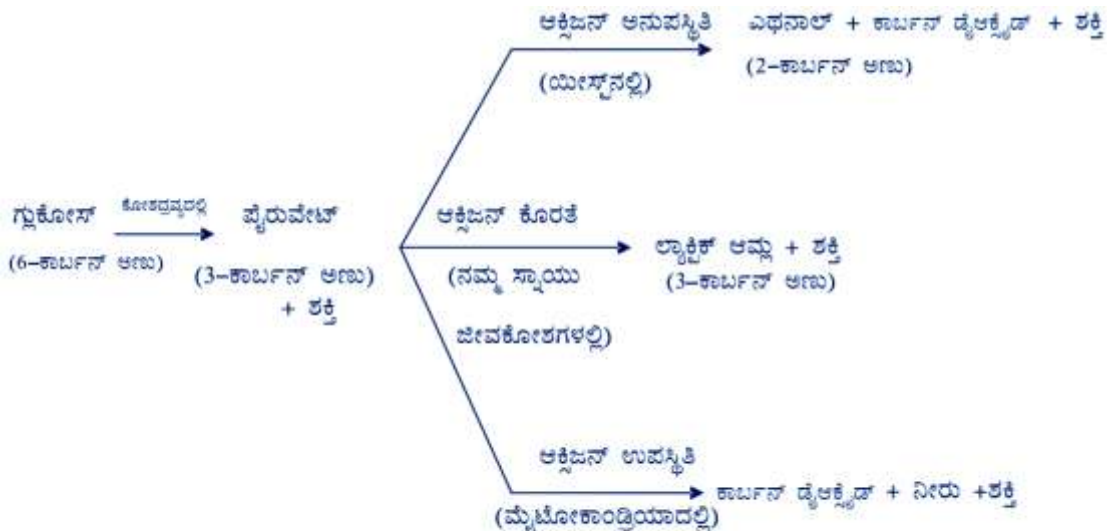 ಆಕ್ಸಿಜನ್ ಅನುಪಸ್ಥಿತಿ ಎಥನಾಲ್ + ಕಾರ್ಬನ್ ಡೈಆಕ್ಸೈಡ್ + ಶಕ್ತಿ
(ಯೀಸ್ಟ್‌ನಲ್ಲಿ) (2–ಕಾರ್ಬನ್ ಅಣು)
ಗ್ಲುಕೋಸ್ ಕೋಶದ್ರವ್ಯದಲ್ಲಿ ಪೈರುವೇಟ್
(6–ಕಾರ್ಬನ್ ಅಣು) (3–ಕಾರ್ಬನ್ ಅಣು)
+ ಶಕ್ತಿ
ಆಕ್ಸಿಜನ್ ಕೊರತೆ ಲ್ಯಾಕ್ಟಿಕ್ ಆಮ್ಲ + ಶಕ್ತಿ
(ನಮ್ಮ ಸ್ನಾಯು (3–ಕಾರ್ಬನ್ ಅಣು)
ಜೀವಕೋಶಗಳಲ್ಲಿ)
ಆಕ್ಸಿಜನ್ ಉಪಸ್ಥಿತಿ ಕಾರ್ಬನ್ ಡೈಆಕ್ಸೈಡ್ + ನೀರು +ಶಕ್ತಿ
(ಮೈಟೋಕಾಂಡ್ರಿಯಾದಲ್ಲಿ)